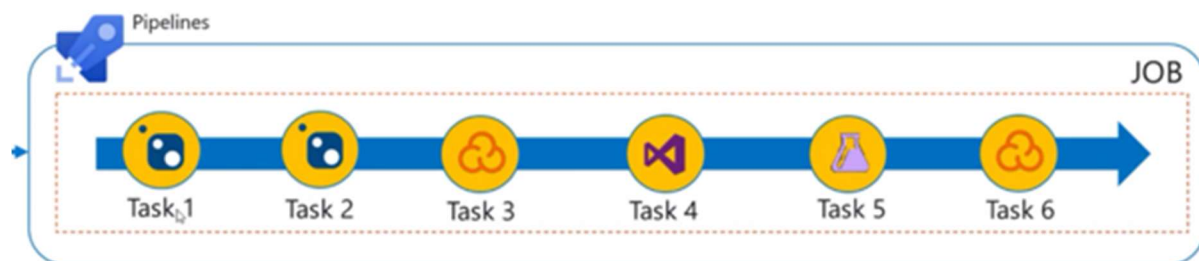 Pipelines
JOB
Task 1
Task 2
Task 3
Task 4
Task 5
Task 6